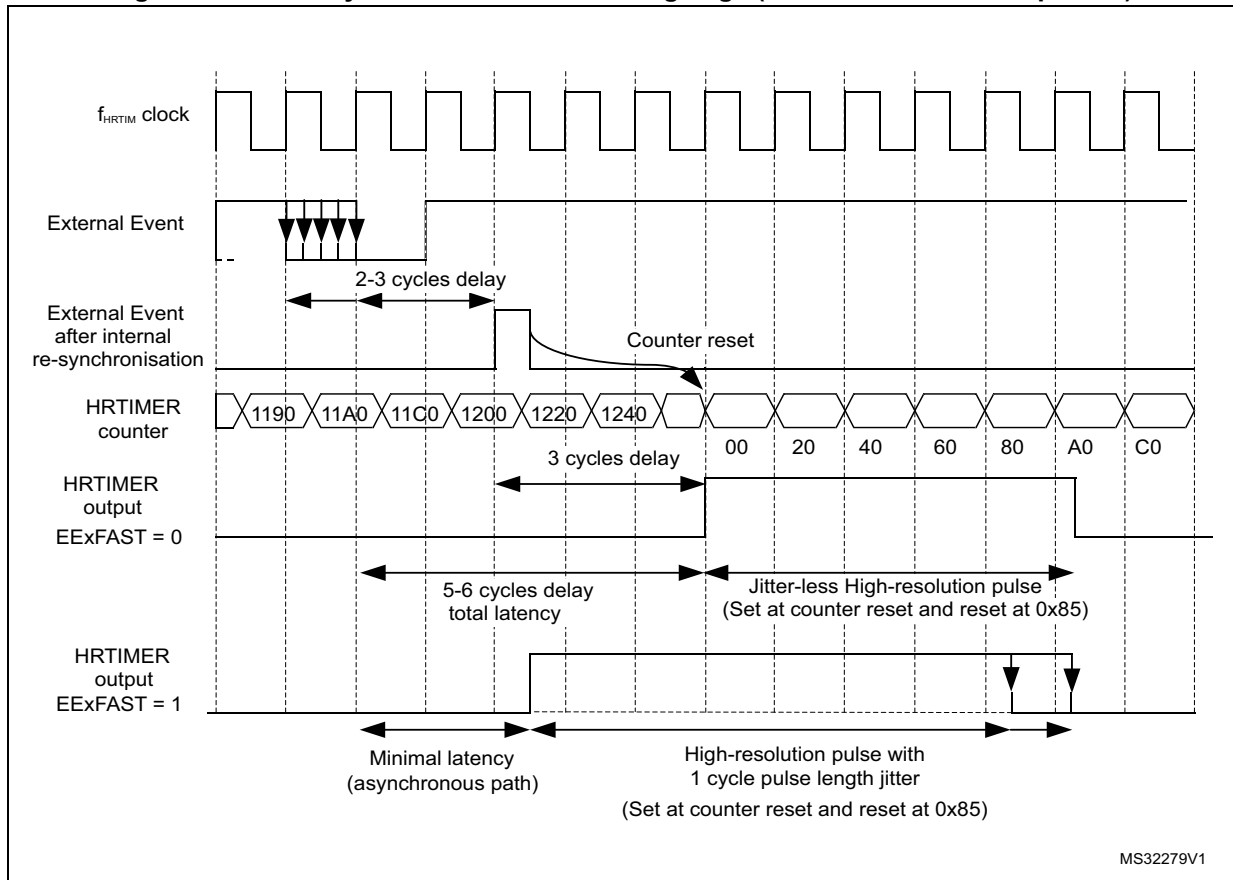 f HRTIM clock
External Event
2-3 cycles delay
External Event
after internal
re-synchronisation
Counter reset
HRTIMER
counter
1190 11A0 11C0 1200 1220 1240
00 20 40 60 80 A0 C0
3 cycles delay
HRTIMER
output
EExFAST = 0
5-6 cycles delay
total latency
Jitter-less High-resolution pulse
(Set at counter reset and reset at 0x85)
HRTIMER
output
EExFAST = 1
Minimal latency
(asynchronous path)
High-resolution pulse with
1 cycle pulse length jitter
(Set at counter reset and reset at 0x85)
MS32279V1